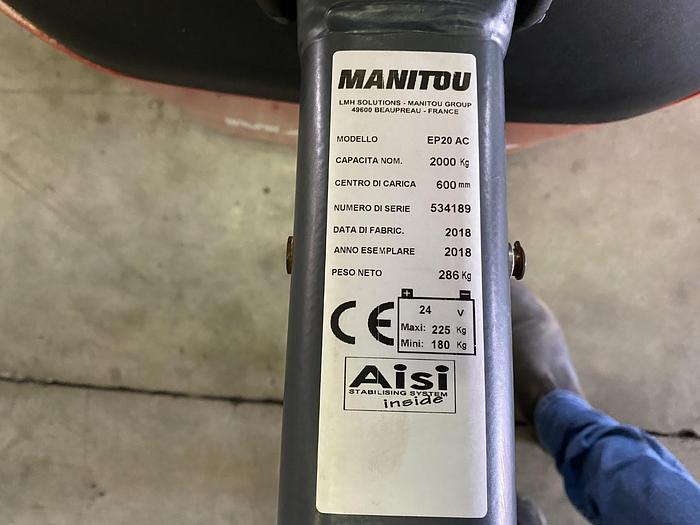 MANITOU
LMH SOLUTIONS - MANITOU GROUP
49600 BEAUPREAU - FRANCE
MODELLO EP20 AC
CAPACITA NOM. 2000 Kg
CENTRO DI CARICA 600 mm
NUMERO DI SERIE 534189
DATA DI FABRIC. 2018
ANNO ESEMPLARE 2018
PESO NETO 286 Kg
CE
+ -
24 V
Maxi: 225 Kg
Mini: 180 Kg
Aisi
STABILISING SYSTEM
inside